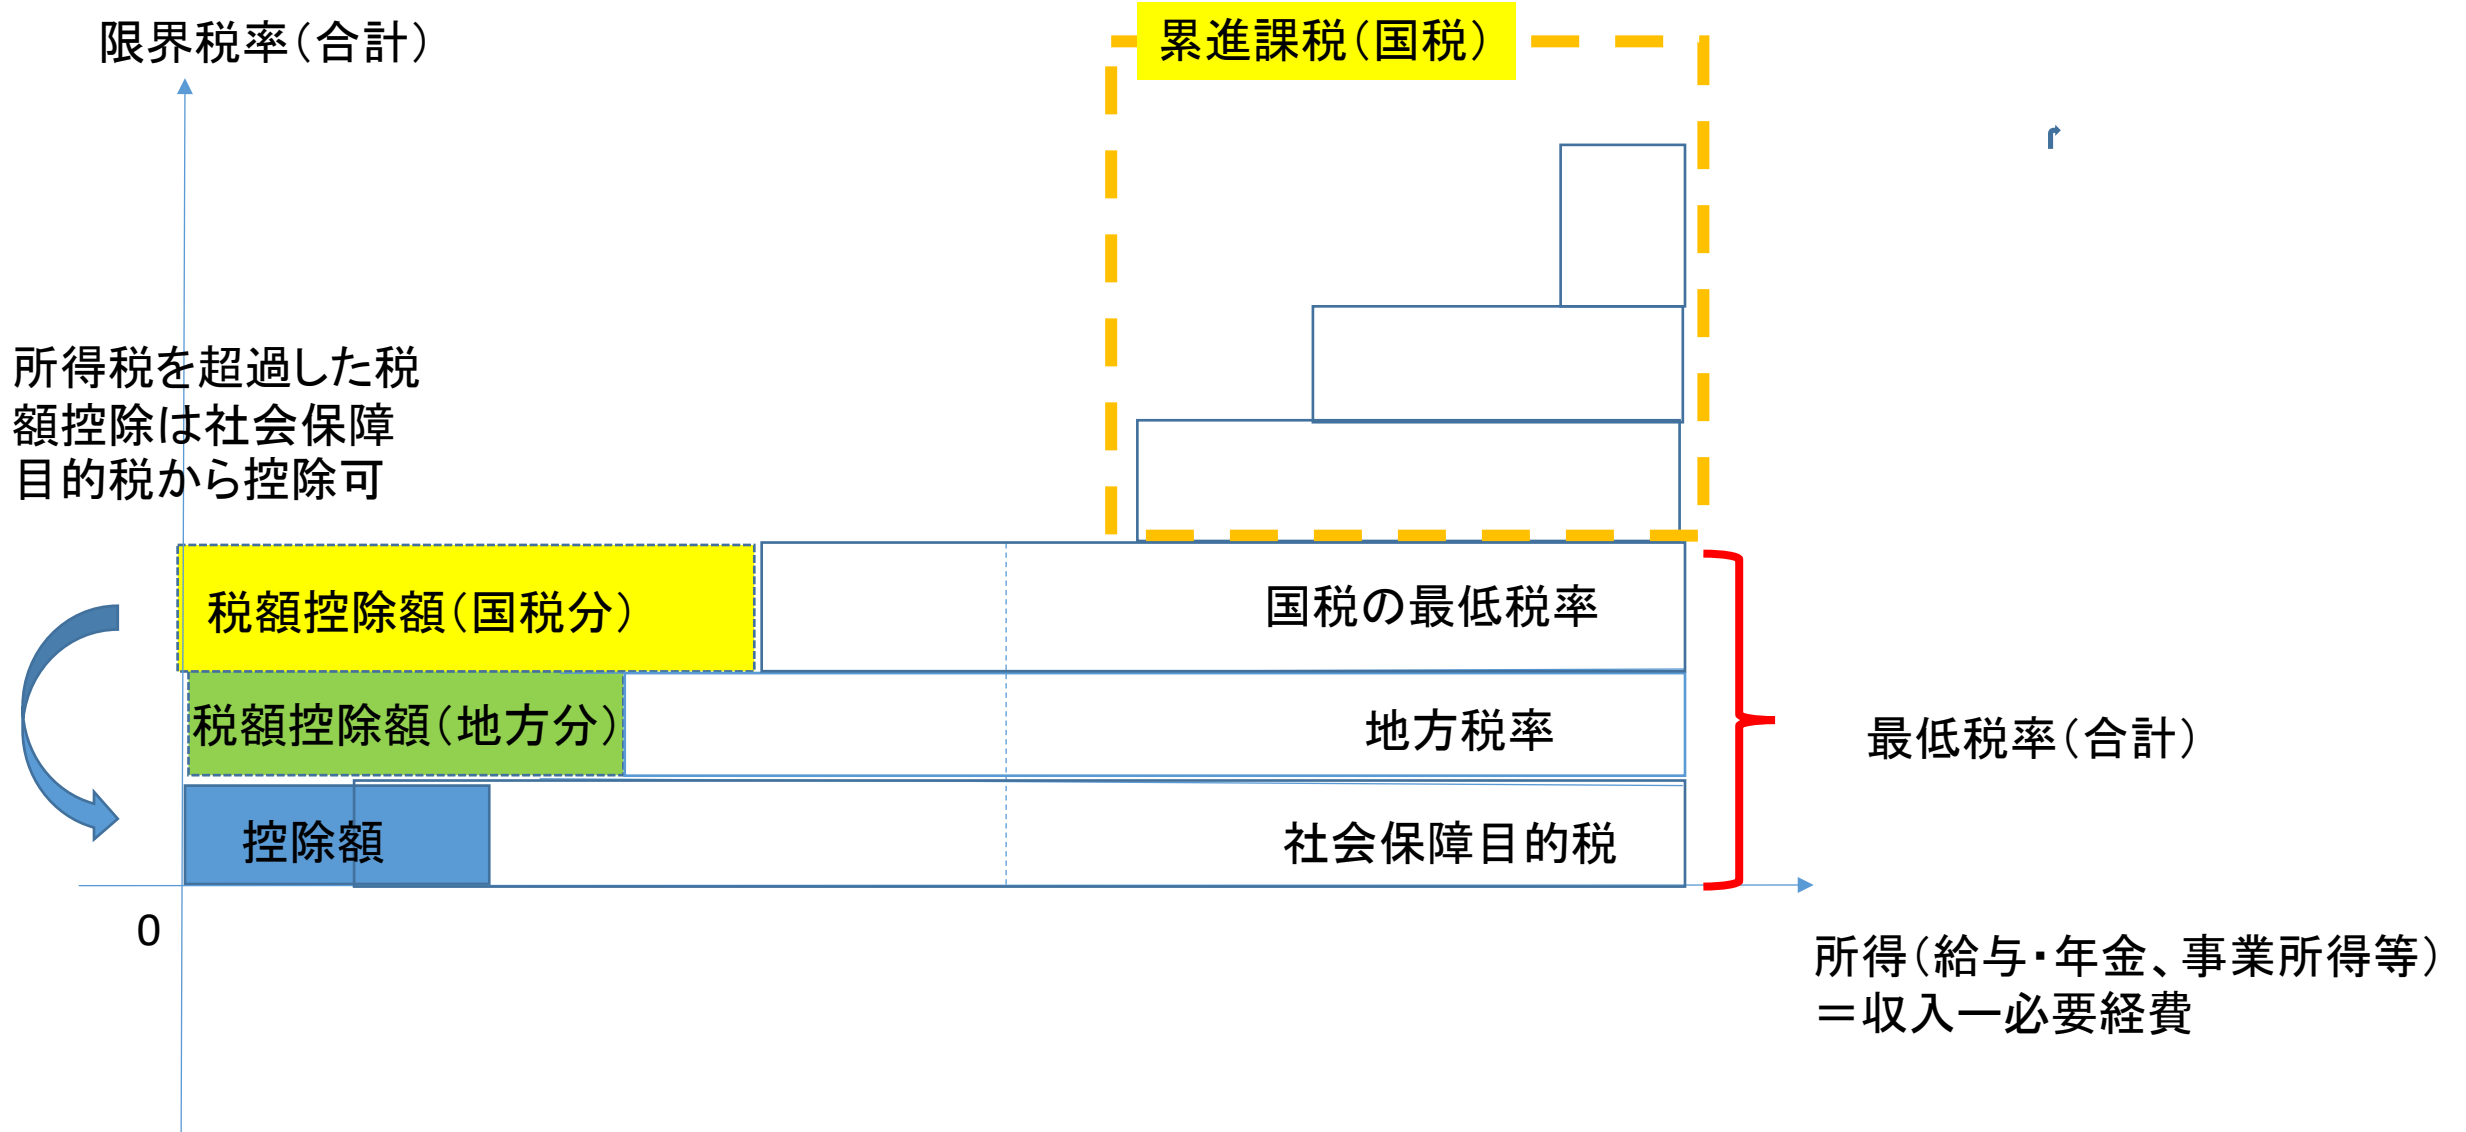 限界税率（合計）
累進課税（国税）
所得税を超過した税
額控除は社会保障
目的税から控除可
税額控除額（国税分）
国税の最低税率
税額控除額（地方分）
地方税率
最低税率（合計）
控除額
社会保障目的税
0
所得（給与・年金、事業所得等）
＝収入ー必要経費